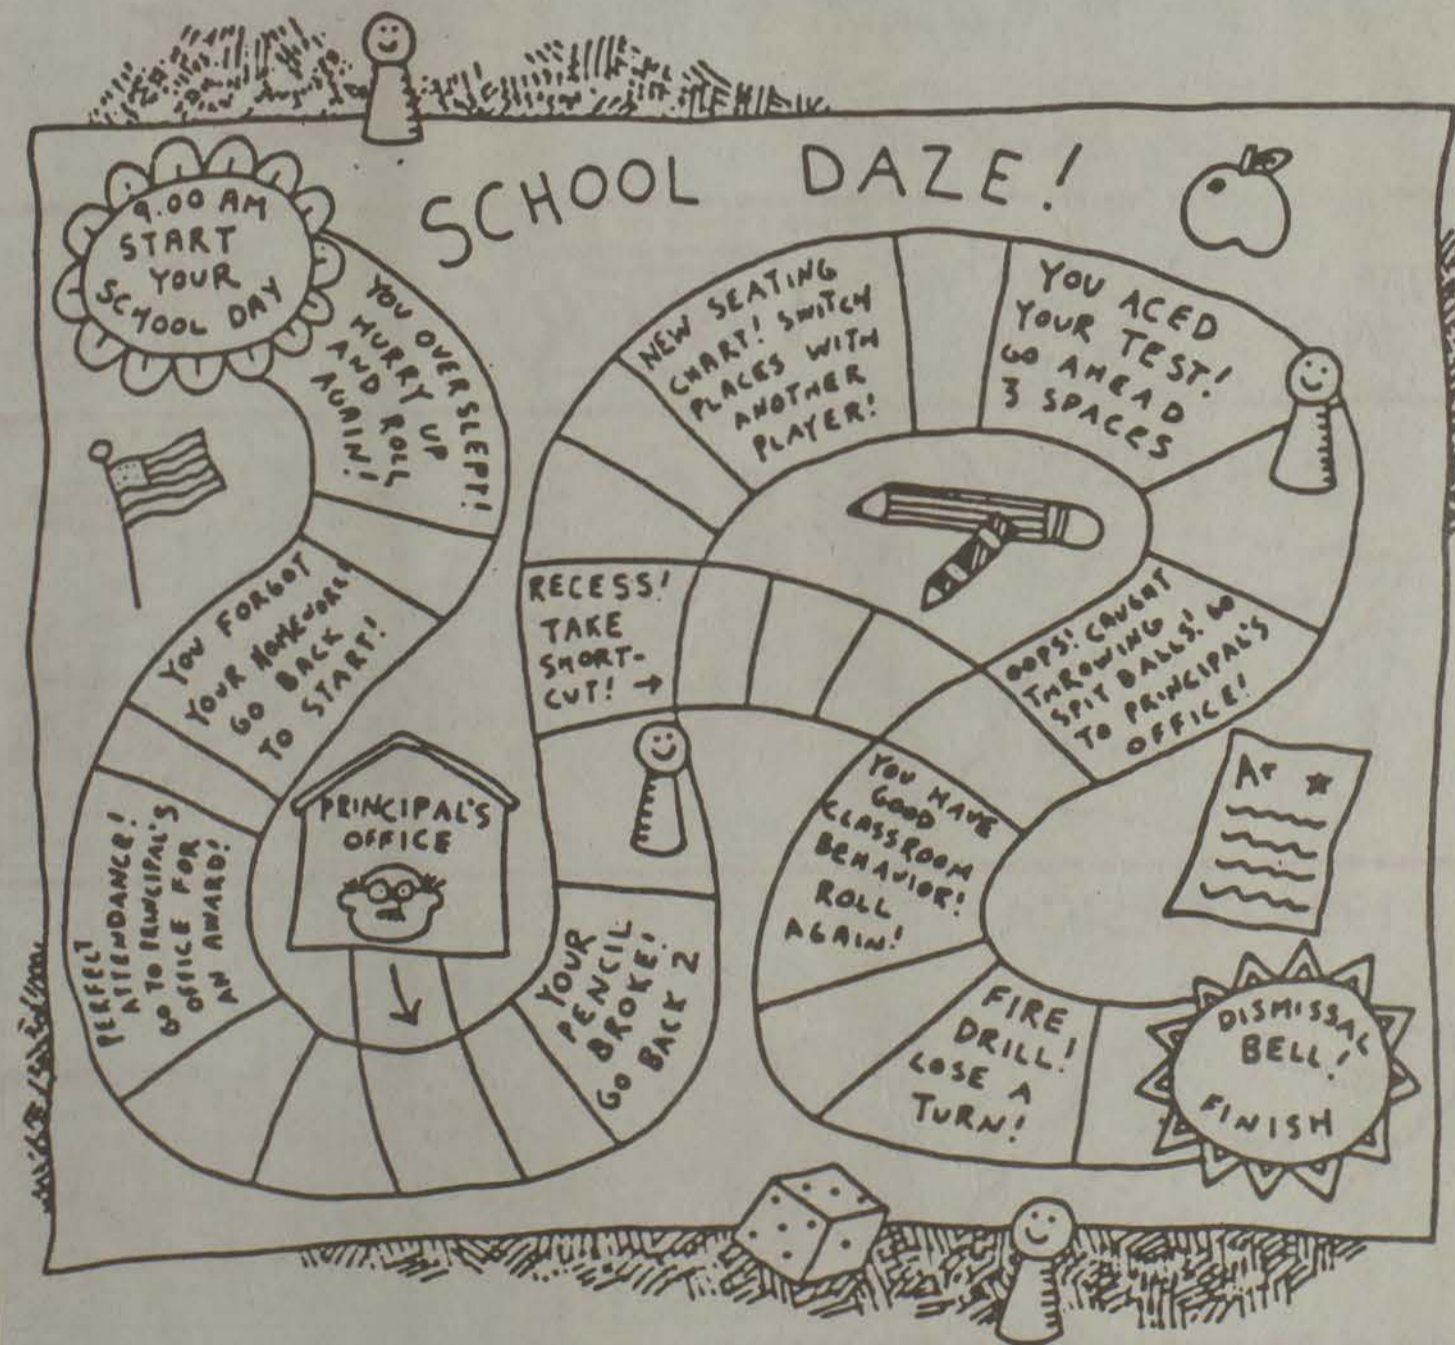 SCHOOL DAZE!
9.00 AM
START
YOUR
SCHOOL DAY
YOU OVERSLEPT!
HURRY UP
AND ROLL
AGAIN!
YOU FORGOT
YOUR HOMEWORK!
GO BACK
TO START!
PERFECT
ATTENDANCE!
GO TO PRINCIPAL'S
OFFICE FOR
AN AWARD!
PRINCIPAL'S
OFFICE
YOUR
PENCIL
BROKE!
GO BACK 2
RECESS!
TAKE
SHORT-
CUT! →
NEW SEATING
CHART! SWITCH
PLACES WITH
ANOTHER
PLAYER!
YOU ACED
YOUR TEST!
GO AHEAD
3 SPACES
OOPS! CAUGHT
THROWING
SPIT BALLS! GO
TO PRINCIPAL'S
OFFICE!
YOU HAVE
GOOD
CLASSROOM
BEHAVIOR!
ROLL
AGAIN!
A+
FIRE
DRILL!
LOSE A
TURN!
DISMISSAL
BELL!
FINISH